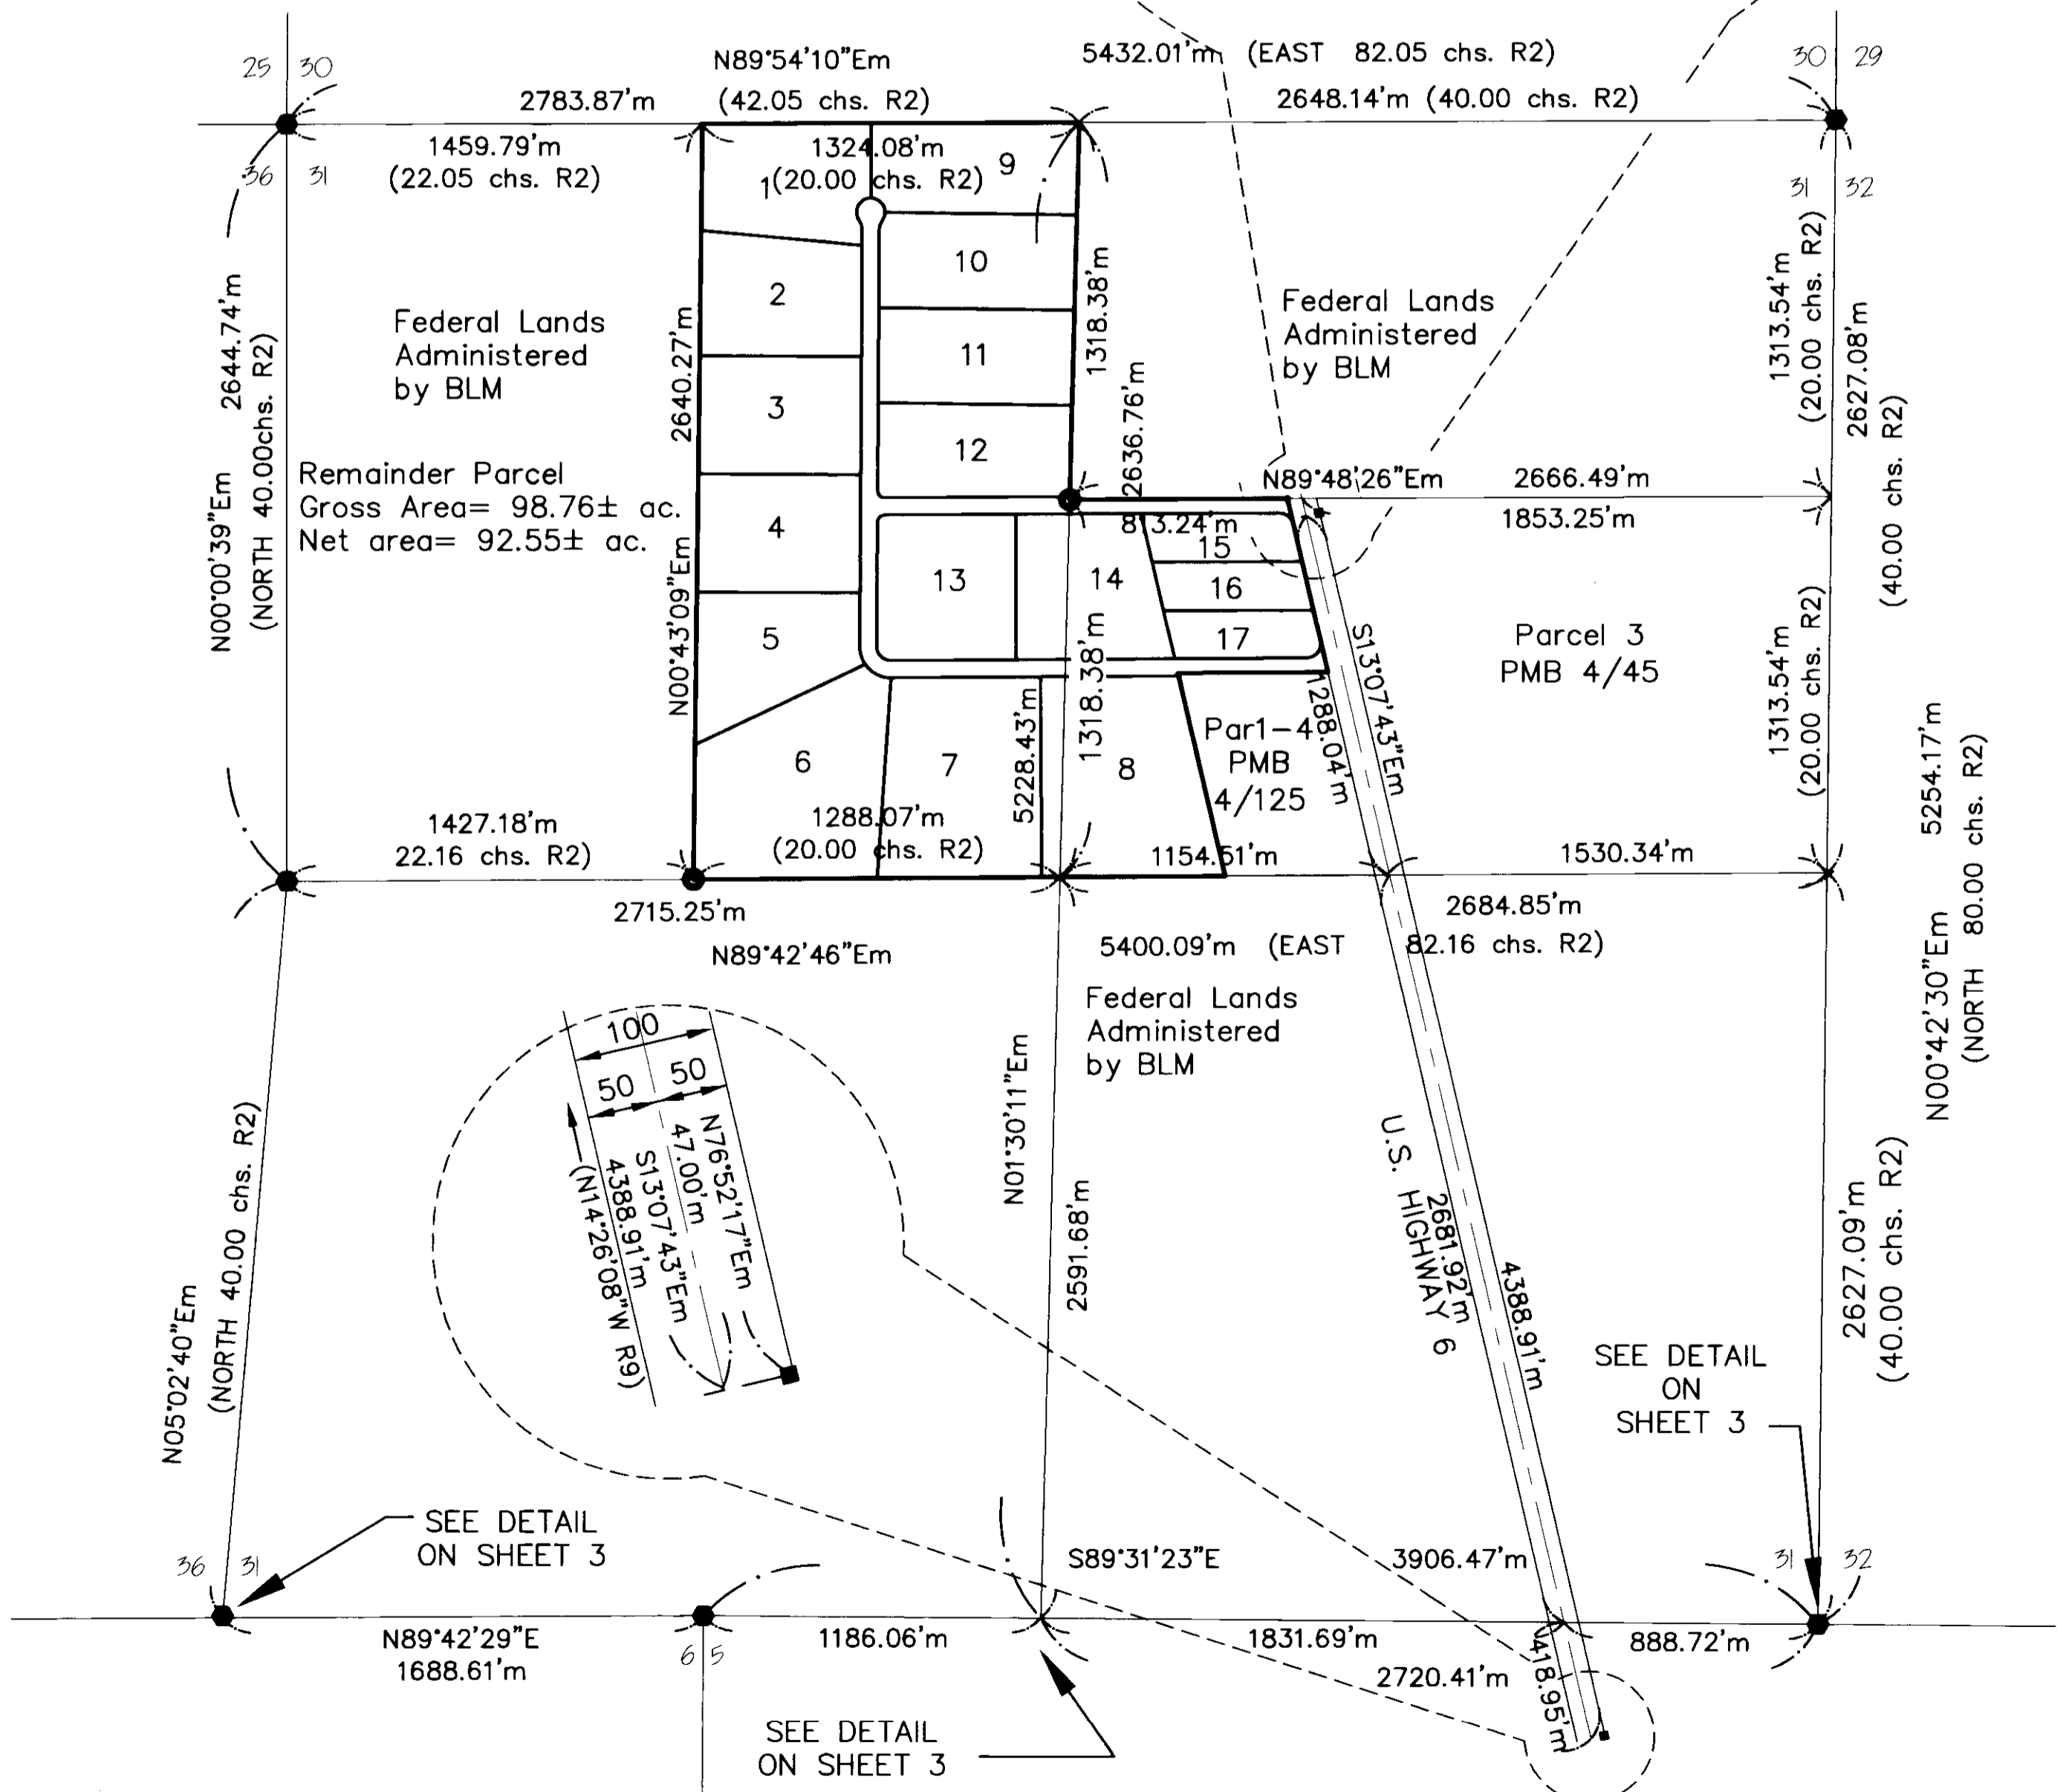 25 30
N89°54'10"Em
5432.01'm (EAST 82.05 chs. R2)
30 29
2783.87'm (42.05 chs. R2)
2648.14'm (40.00 chs. R2)
1459.79'm
(22.05 chs. R2)
1324.08'm
(20.00 chs. R2)
36 31
31 32
1
9
2
10
3
11
4
12
5
13
14
15
16
17
6
7
8
N00°00'39"Em 2644.74'm
(NORTH 40.00chs. R2)
Federal Lands
Administered
by BLM
Remainder Parcel
Gross Area= 98.76± ac.
Net area= 92.55± ac.
N00°43'09"Em 2640.27'm
1318.38'm
2636.76'm
Federal Lands
Administered
by BLM
1313.54'm
(20.00 chs. R2)
2627.08'm
(40.00 chs. R2)
N89°48'26"Em 2666.49'm
813.24'm
1853.25'm
Parcel 3
PMB 4/45
S13°07'43"Em
1288.04'm
1318.38'm
5228.43'm
Par1-4
PMB
4/125
1313.54'm
(20.00 chs. R2)
N00°42'30"Em 5254.17'm
(NORTH 80.00 chs. R2)
1427.18'm
22.16 chs. R2)
1288.07'm
(20.00 chs. R2)
1154.51'm
1530.34'm
2715.25'm
2684.85'm
N89°42'46"Em
5400.09'm (EAST 82.16 chs. R2)
Federal Lands
Administered
by BLM
100
50 50
N76°52'17"Em
47.00'm
S13°07'43"Em
4388.91'm
(N14°26'08"W R9)
N01°30'11"Em
2591.68'm
U.S. HIGHWAY 6
2681.92'm
4388.91'm
2627.09'm
(40.00 chs. R2)
N05°02'40"Em
(NORTH 40.00 chs. R2)
SEE DETAIL
ON
SHEET 3
SEE DETAIL
ON SHEET 3
36 31
S89°31'23"E
3906.47'm
31 32
N89°42'29"E
1688.61'm
6 5
1186.06'm
1831.69'm
888.72'm
2720.41'm
418.95'm
SEE DETAIL
ON SHEET 3